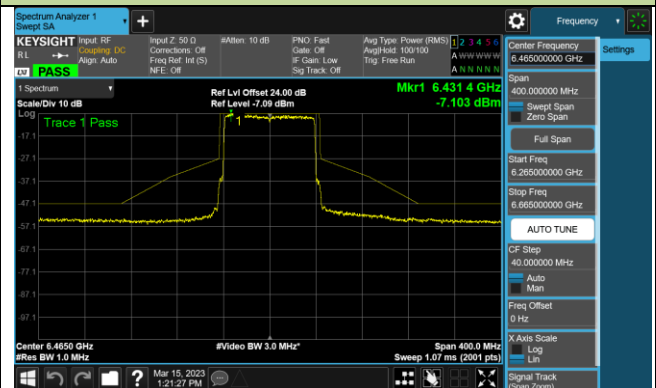 Spectrum Analyzer 1
Swept SA
Frequency
KEYSIGHT
Input: RF
Coupling: DC
Align: Auto
Input Z: 50 Ω
Corrections: Off
Freq Ref: Int (S)
NFE: Off
#Atten: 10 dB
PNO: Fast
Gate: Off
IF Gain: Low
Sig Track: Off
Avg Type: Power (RMS)
Avg|Hold: 100/100
Trig: Free Run
1 2 3 4 5 6
A W W W W W
A N N N N N
R L
LXI
PASS
Center Frequency
6.465000000 GHz
Settings
Span
400.000000 MHz
Swept Span
Zero Span
Full Span
Start Freq
6.265000000 GHz
Stop Freq
6.665000000 GHz
AUTO TUNE
CF Step
40.000000 MHz
Auto
Man
Freq Offset
0 Hz
X Axis Scale
Log
Lin
Signal Track
(Span Zoom)
1 Spectrum
Scale/Div 10 dB
Ref Lvl Offset 24.00 dB
Ref Level -7.09 dBm
Mkr1 6.431 4 GHz
-7.103 dBm
Log
Trace 1 Pass
1
-17.1
-27.1
-37.1
-47.1
-57.1
-67.1
-77.1
-87.1
-97.1
Center 6.4650 GHz
#Res BW 1.0 MHz
#Video BW 3.0 MHz*
Span 400.0 MHz
Sweep 1.07 ms (2001 pts)
?
Mar 15, 2023
1:21:27 PM